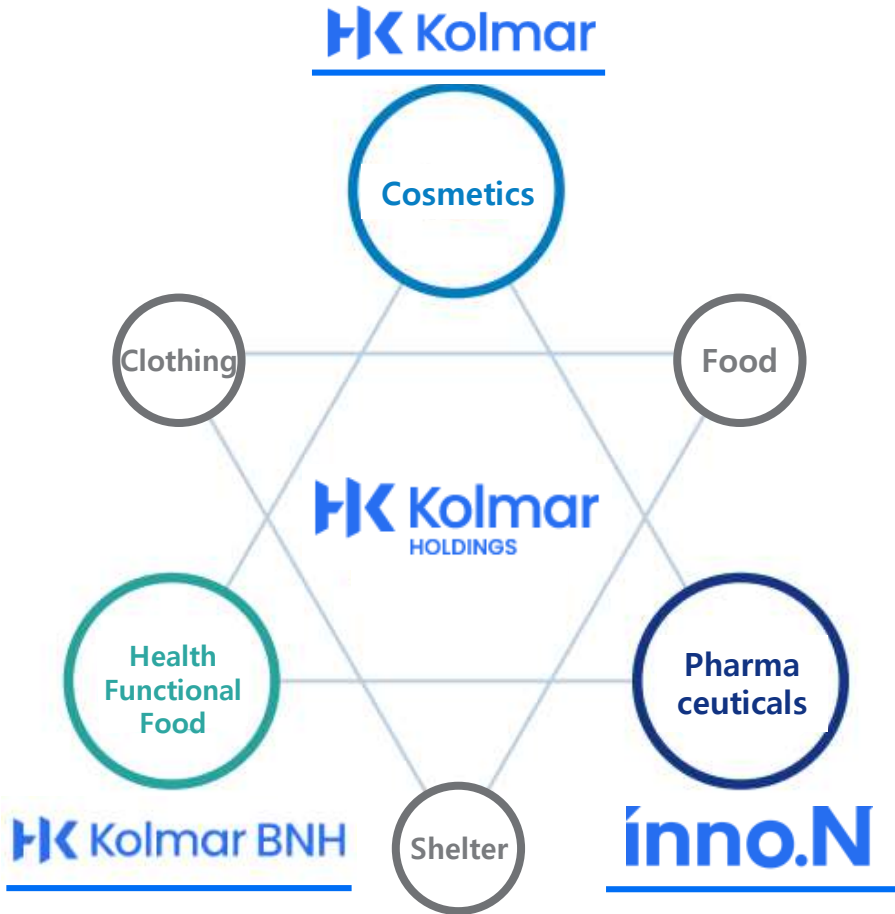 HK Kolmar
Cosmetics
Clothing
Food
HK Kolmar
HOLDINGS
Health
Functional
Food
Pharma
ceuticals
HK Kolmar BNH
Shelter
inno.N